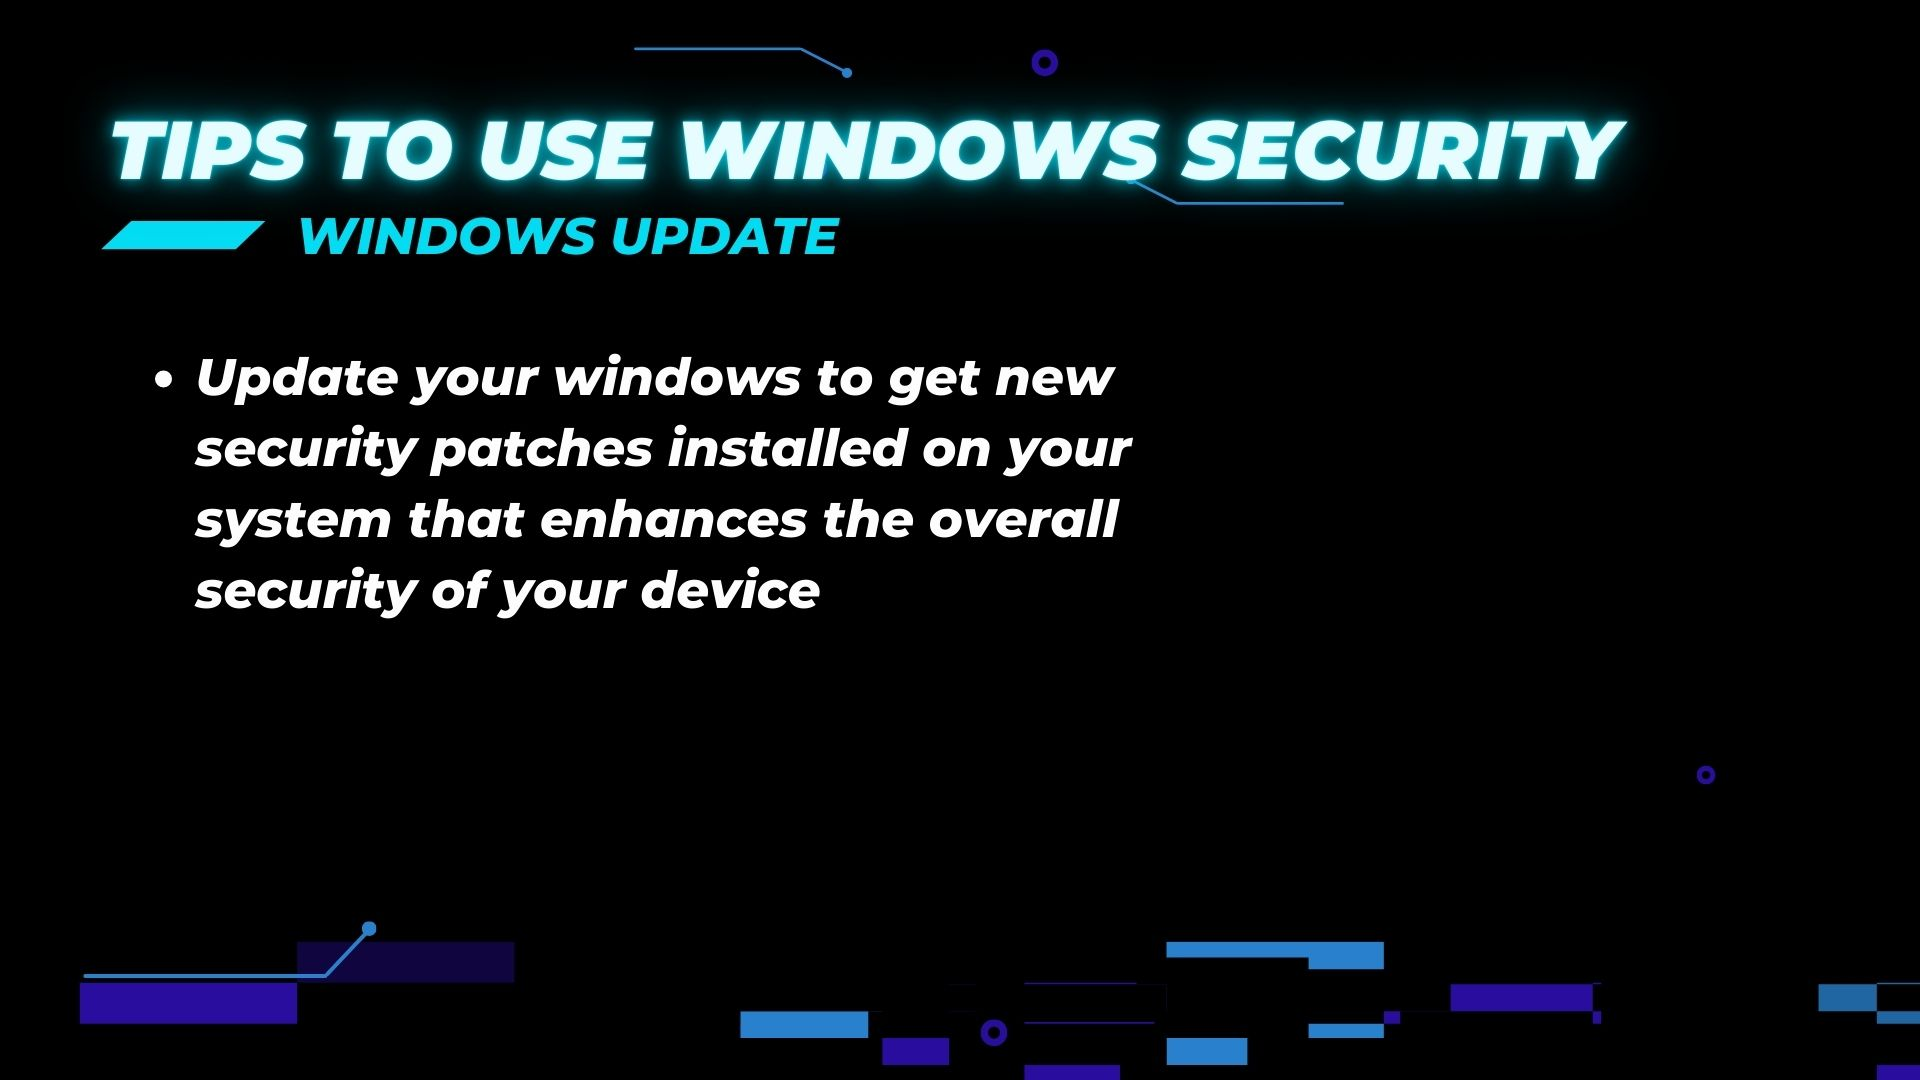 TIPS TO USE WINDOWS SECURITY
WINDOWS UPDATE
• Update your windows to get new
security patches installed on your
system that enhances the overall
security of your device